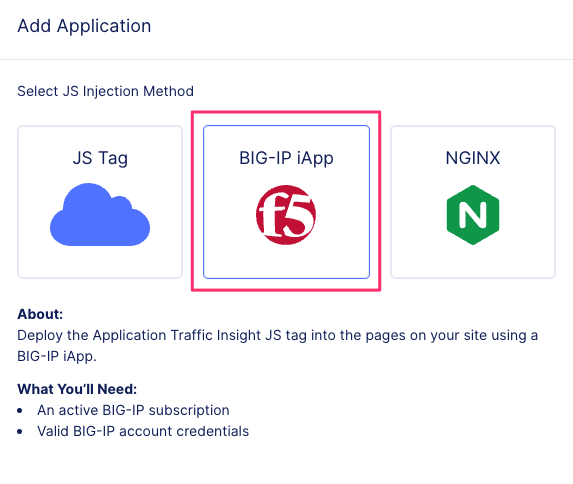 Add Application
Select JS Injection Method
JS Tag
BIG-IP iApp
NGINX
f5
N
About:
Deploy the Application Traffic Insight JS tag into the pages on your site using a
BIG-IP iApp.
What You’ll Need:
• An active BIG-IP subscription
• Valid BIG-IP account credentials